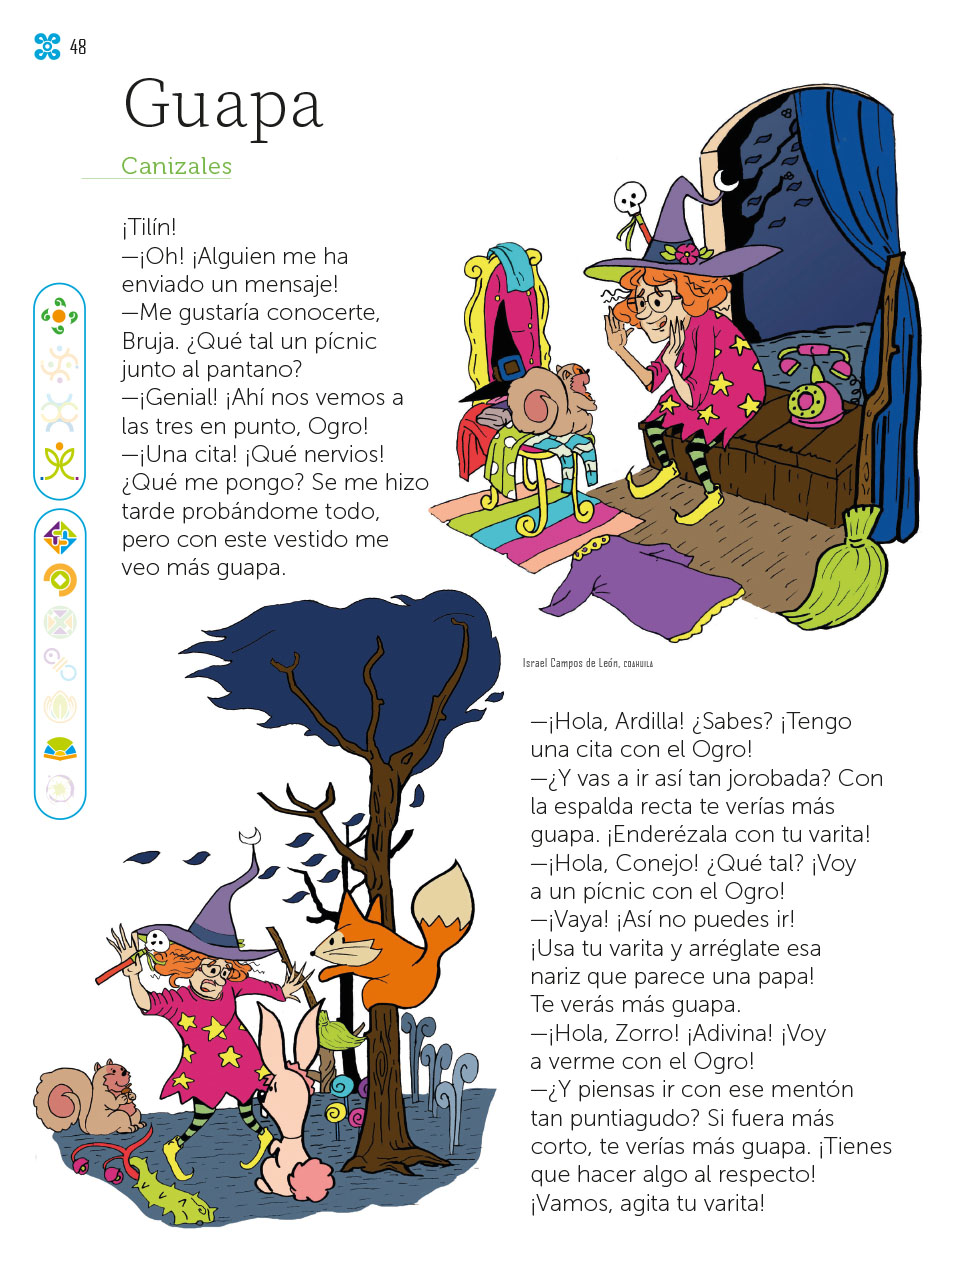 48
Guapa
Canizales
¡Tilín!
—¡Oh! ¡Alguien me ha
enviado un mensaje!
—Me gustaría conocerte,
Bruja. ¿Qué tal un pícnic
junto al pantano?
—¡Genial! ¡Ahí nos vemos a
las tres en punto, Ogro!
—¡Una cita! ¡Qué nervios!
¿Qué me pongo? Se me hizo
tarde probándome todo,
pero con este vestido me
veo más guapa.
Israel Campos de León, COAHUILA
—¡Hola, Ardilla! ¿Sabes? ¡Tengo
una cita con el Ogro!
—¿Y vas a ir así tan jorobada? Con
la espalda recta te verías más
guapa. ¡Enderézala con tu varita!
—¡Hola, Conejo! ¿Qué tal? ¡Voy
a un pícnic con el Ogro!
—¡Vaya! ¡Así no puedes ir!
¡Usa tu varita y arréglate esa
nariz que parece una papa!
Te verás más guapa.
—¡Hola, Zorro! ¡Adivina! ¡Voy
a verme con el Ogro!
—¿Y piensas ir con ese mentón
tan puntiagudo? Si fuera más
corto, te verías más guapa. ¡Tienes
que hacer algo al respecto!
¡Vamos, agita tu varita!